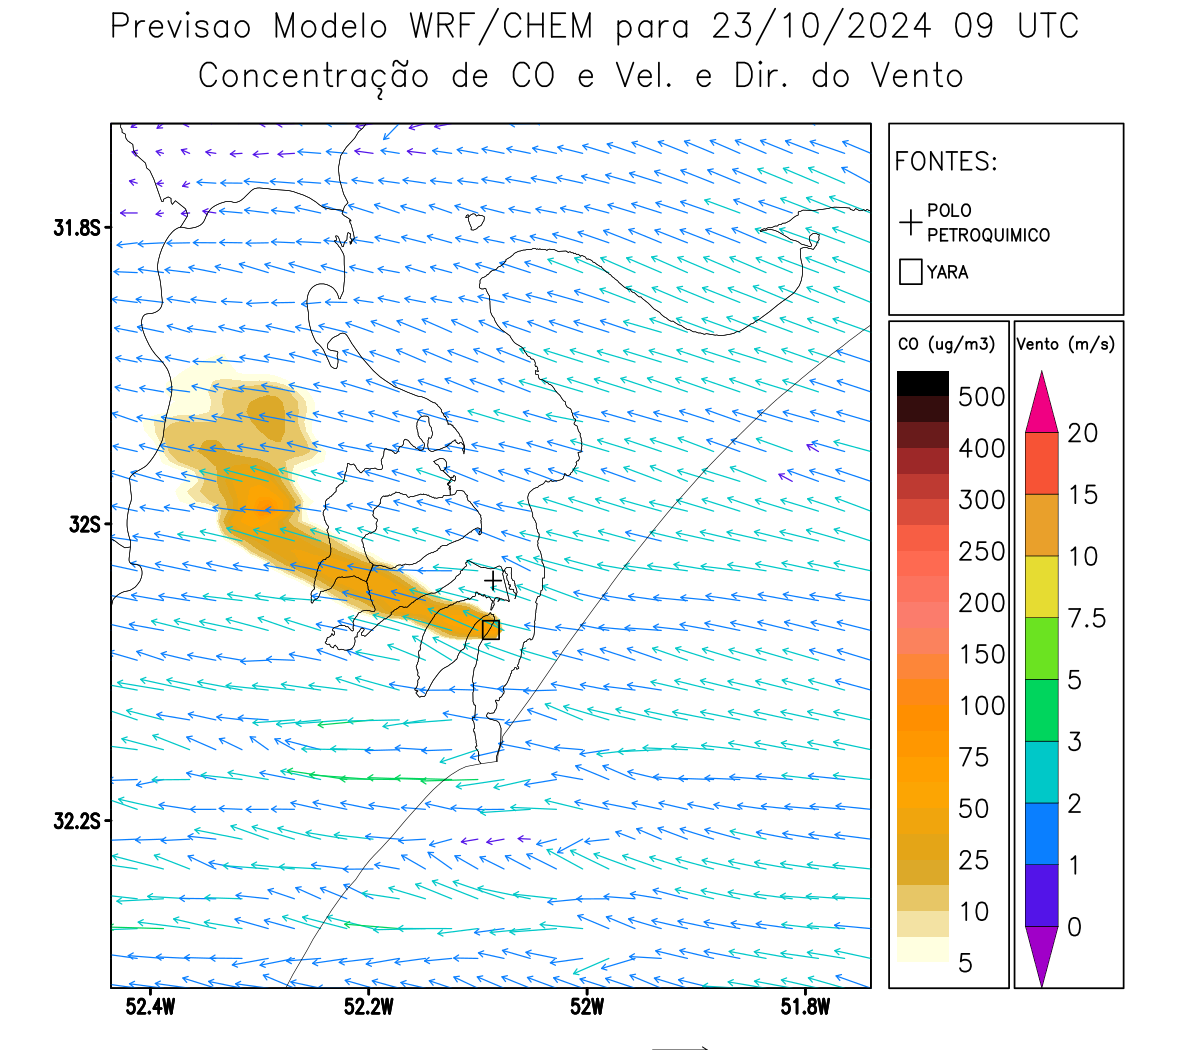 Previsao Modelo WRF/CHEM para 23/10/2024 09 UTC
Concentração de CO e Vel. e Dir. do Vento
FONTES:
POLO
PETROQUIMICO
YARA
CO (ug/m3)
500
400
300
250
200
150
100
75
50
25
10
5
Vento (m/s)
20
15
10
7.5
5
3
2
1
0
31.8S
32S
32.2S
52.4W
52.2W
52W
51.8W